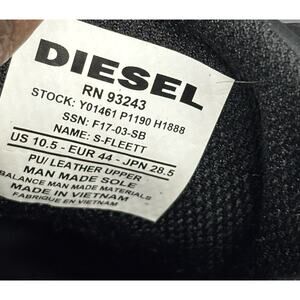 DIESEL
RN 93243
STOCK: Y01461 P1190 H1888
SSN: F17-03-SB
NAME: S-FLEETT
US 10,5 - EUR 44 - JPN 28.5
PU/ LEATHER UPPER
MAN MADE SOLE
BALANCE MAN MADE MATERIALS
MADE IN VIETNAM
FABRIQUE EN VIETNAM